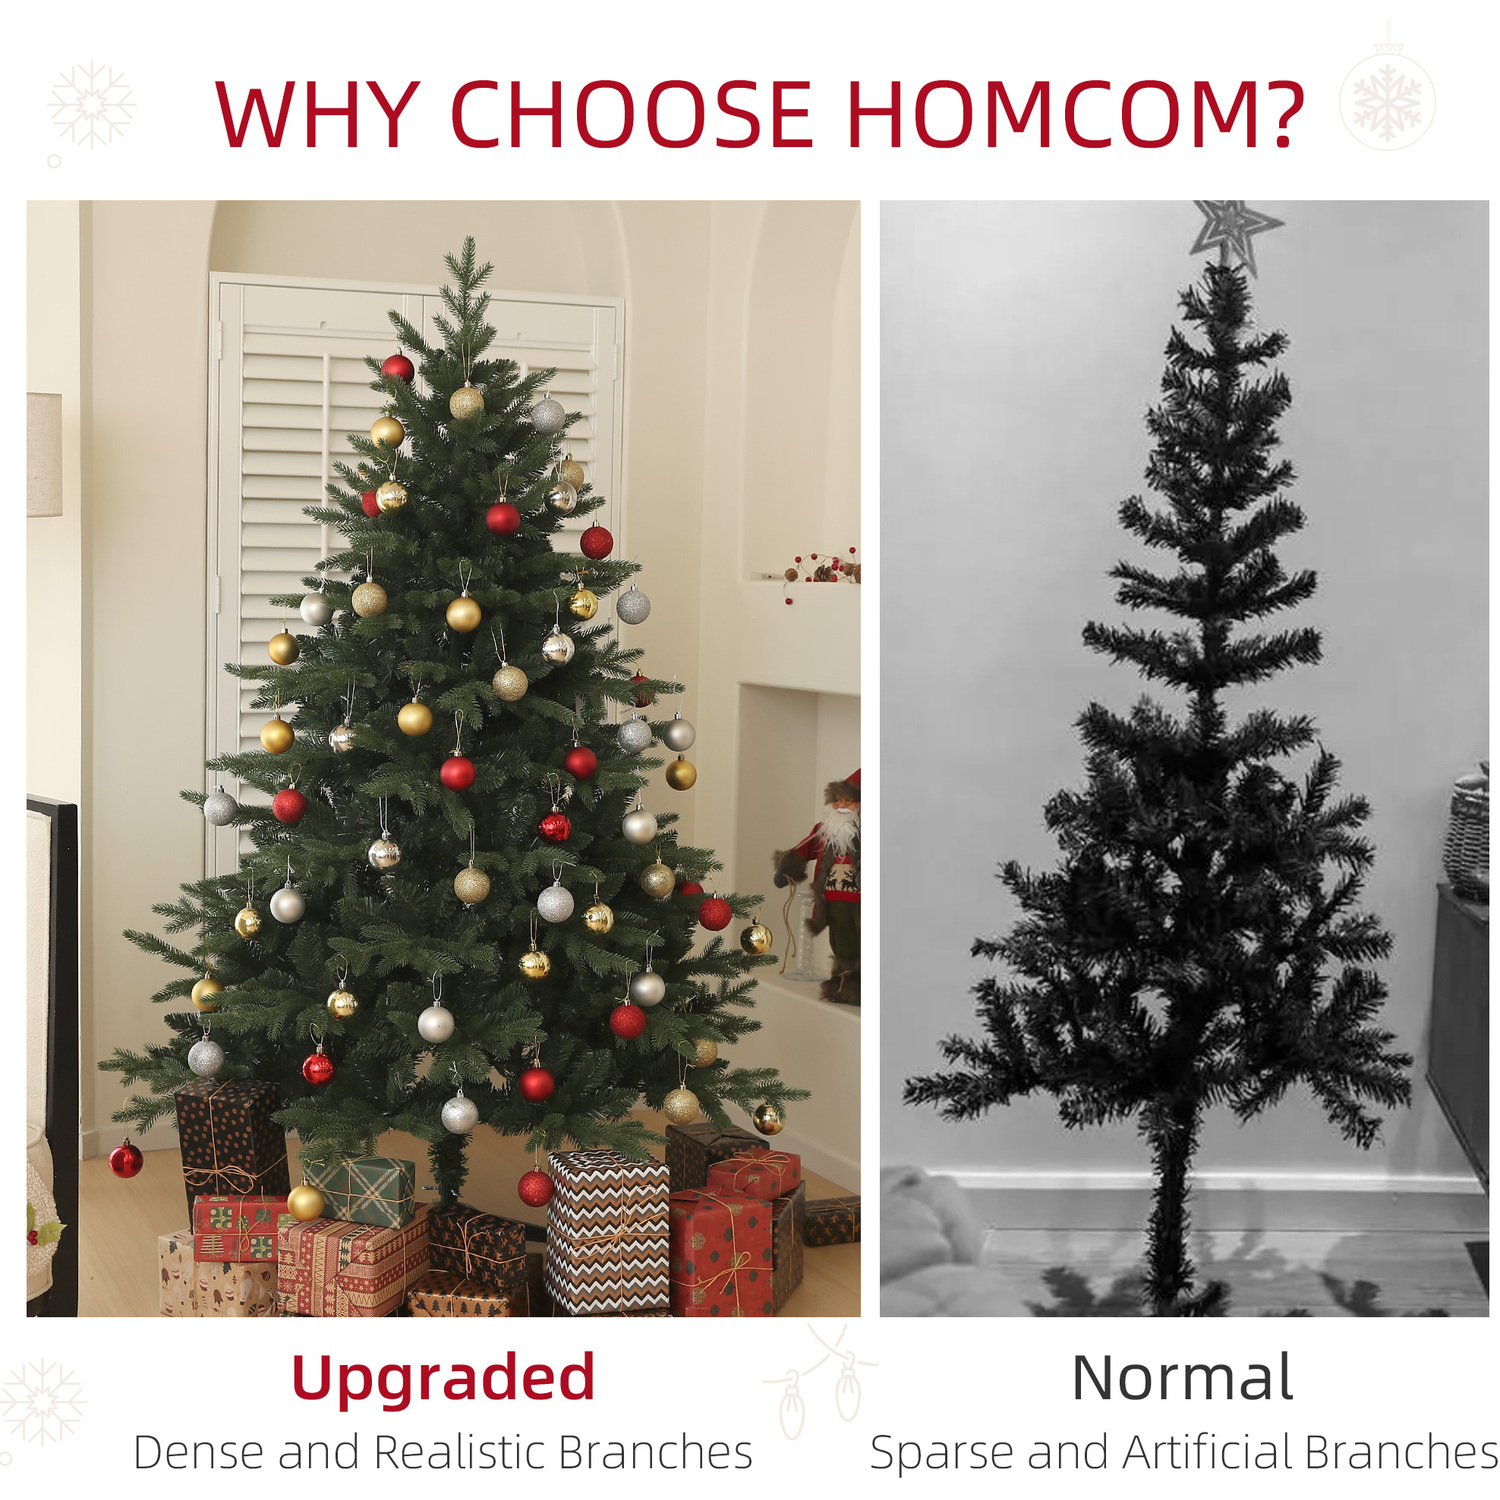 WHY CHOOSE HOMCOM?
Upgraded
Dense and Realistic Branches
Normal
Sparse and Artificial Branches